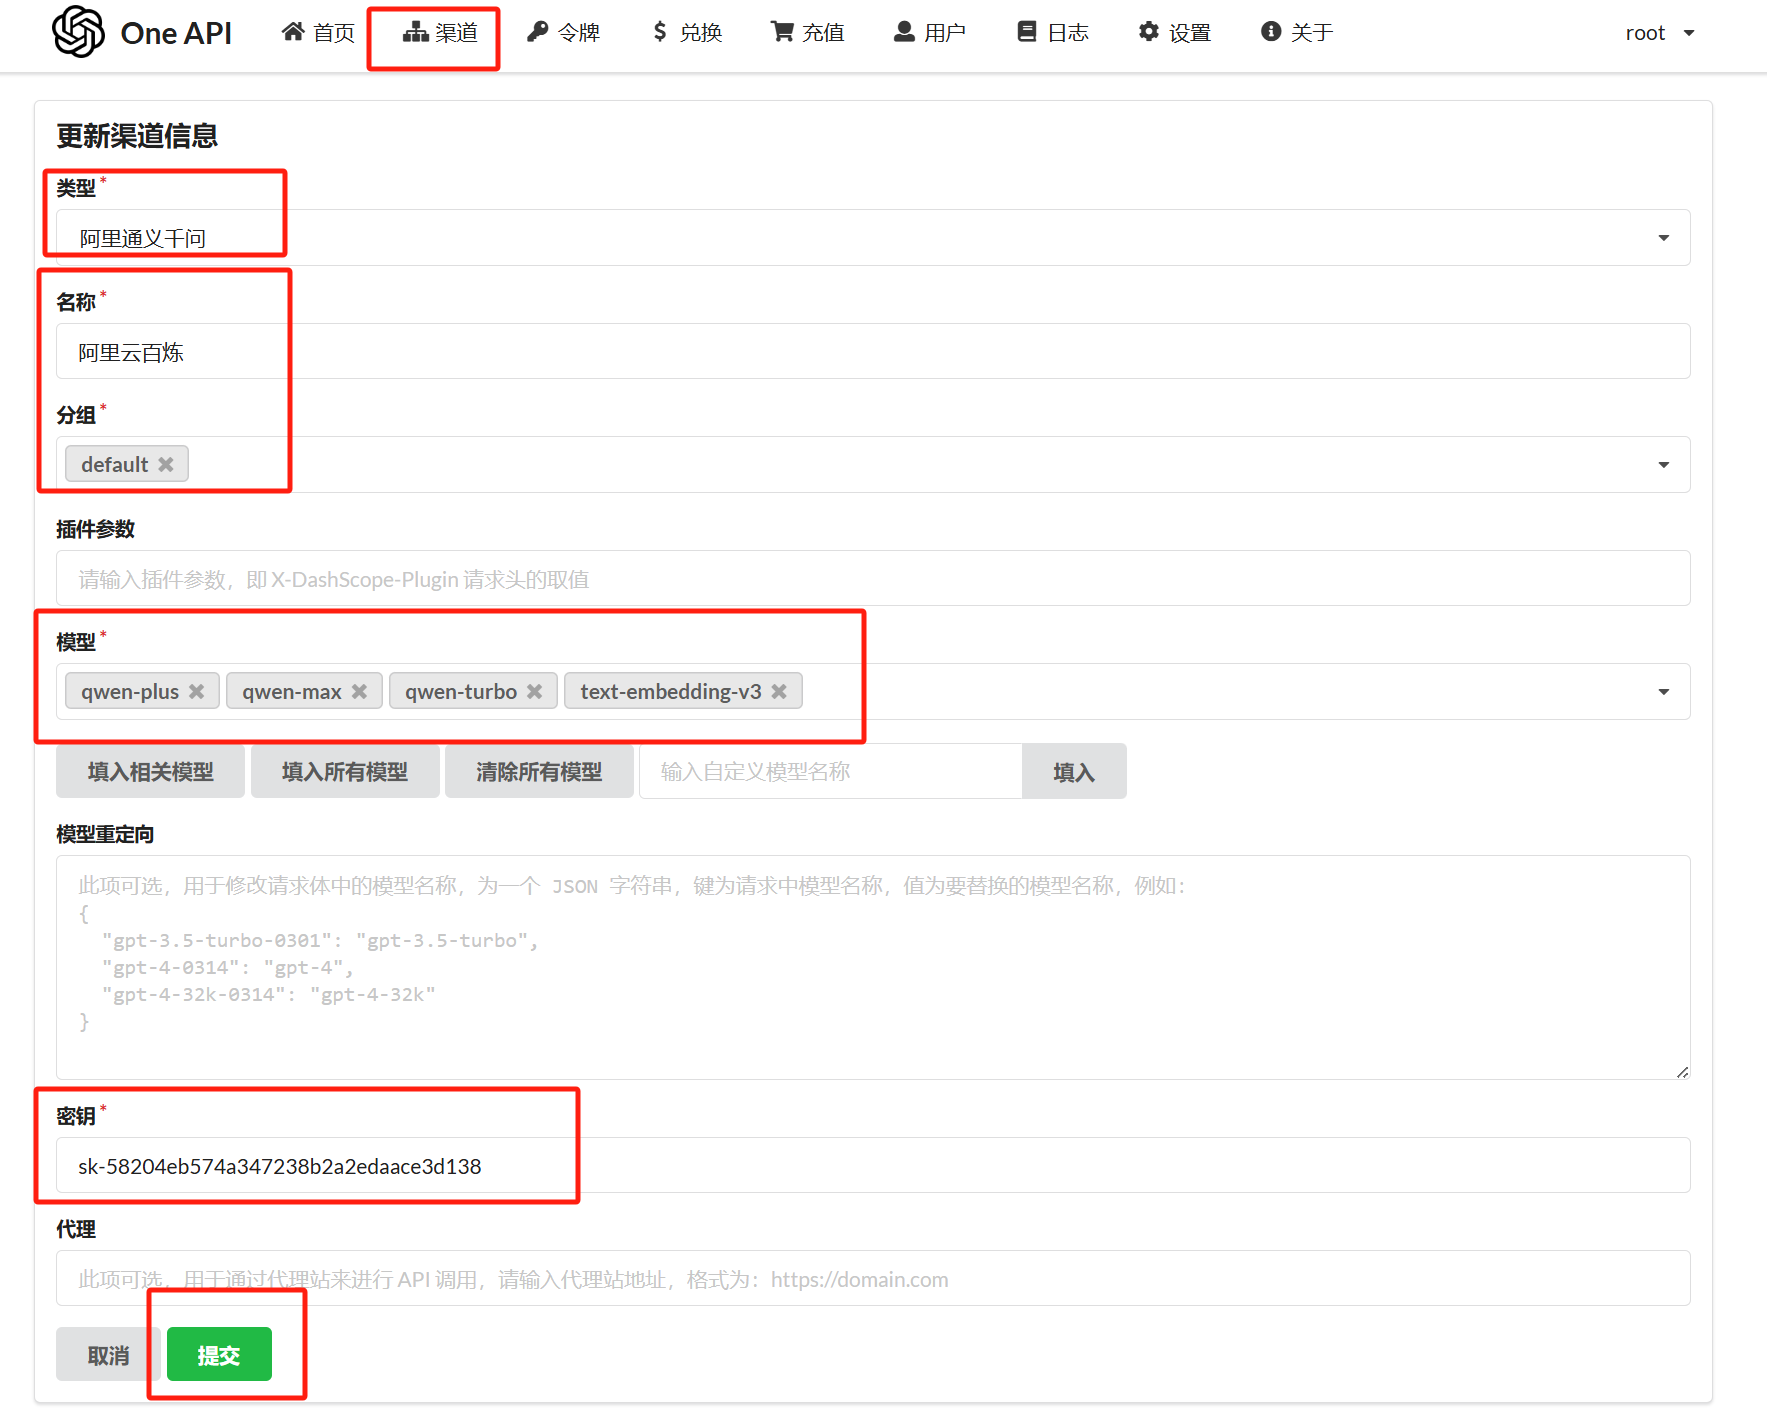 One API 首页 渠道 令牌 兑换 充值 用户 日志 设置 关于 root
更新渠道信息
类型*
阿里通义千问
名称*
阿里云百炼
分组*
default
插件参数
请输入插件参数，即 X-DashScope-Plugin 请求头的取值
模型*
qwen-plus qwen-max qwen-turbo text-embedding-v3
填入相关模型 填入所有模型 清除所有模型 输入自定义模型名称 填入
模型重定向
此项可选，用于修改请求体中的模型名称，为一个 JSON 字符串，键为请求中模型名称，值为要替换的模型名称，例如：
{
"gpt-3.5-turbo-0301": "gpt-3.5-turbo",
"gpt-4-0314": "gpt-4",
"gpt-4-32k-0314": "gpt-4-32k"
}
密钥*
sk-58204eb574a347238b2a2edaace3d138
代理
此项可选，用于通过代理站来进行 API 调用，请输入代理站地址，格式为：https://domain.com
取消 提交